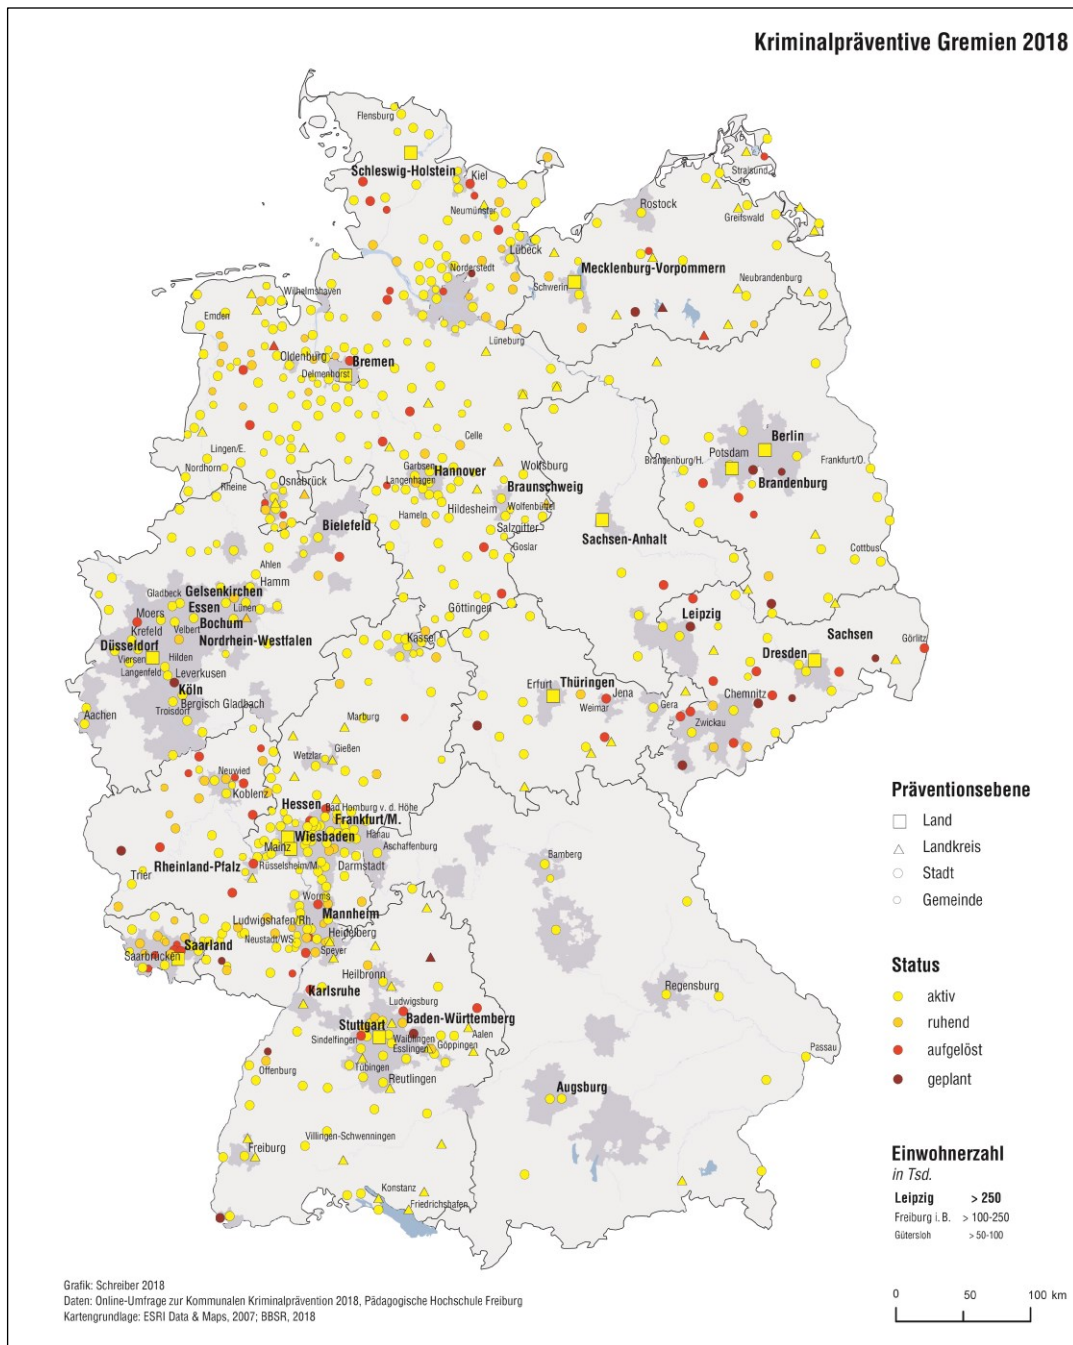 Kriminalpräventive Gremien 2018
Flensburg
Schleswig-Holstein
Kiel
Stralsund
Neumünster
Rostock
Greifswald
Lübeck
Norderstedt
Mecklenburg-Vorpommern
Schwerin
Neubrandenburg
Wilhelmshaven
Emden
Lüneburg
Oldenburg
Bremen
Delmenhorst
Celle
Berlin
Lingen/E.
Potsdam
Nordhorn
Garbsen
Hannover
Wolfsburg
Brandenburg/H.
Frankfurt/O.
Rheine
Osnabrück
Langenhagen
Braunschweig
Brandenburg
Hameln
Hildesheim
Wolfenbüttel
Bielefeld
Salzgitter
Sachsen-Anhalt
Goslar
Cottbus
Ahlen
Hamm
Gladbeck
Gelsenkirchen
Essen
Lünen
Göttingen
Moers
Bochum
Leipzig
Krefeld
Velbert
Nordrhein-Westfalen
Kassel
Sachsen
Görlitz
Düsseldorf
Viersen
Hilden
Dresden
Langenfeld
Leverkusen
Köln
Erfurt
Thüringen
Jena
Chemnitz
Bergisch Gladbach
Weimar
Gera
Aachen
Troisdorf
Marburg
Zwickau
Wetzlar
Gießen
Neuwied
Koblenz
Präventionsebene
Hessen
Bad Homburg v. d. Höhe
Land
Frankfurt/M.
Wiesbaden
Hanau
Landkreis
Mainz
Aschaffenburg
Bamberg
Rheinland-Pfalz
Rüsselsheim/M.
Darmstadt
Stadt
Trier
Worms
Gemeinde
Mannheim
Ludwigshafen/Rh.
Heidelberg
Saarland
Neustadt/WS.
Speyer
Saarbrücken
Status
Heilbronn
Regensburg
aktiv
Karlsruhe
Ludwigsburg
Stuttgart
Baden-Württemberg
ruhend
Sindelfingen
Waiblingen
Aalen
Esslingen
Göppingen
Passau
aufgelöst
Offenburg
Tübingen
Reutlingen
geplant
Augsburg
Villingen-Schwenningen
Freiburg
Einwohnerzahl
in Tsd.
Konstanz
Leipzig > 250
Friedrichshafen
Freiburg i. B. > 100-250
Gütersloh > 50-100
Grafik: Schreiber 2018
Daten: Online-Umfrage zur Kommunalen Kriminalprävention 2018, Pädagogische Hochschule Freiburg
Kartengrundlage: ESRI Data & Maps, 2007; BBSR, 2018
0 50 100 km